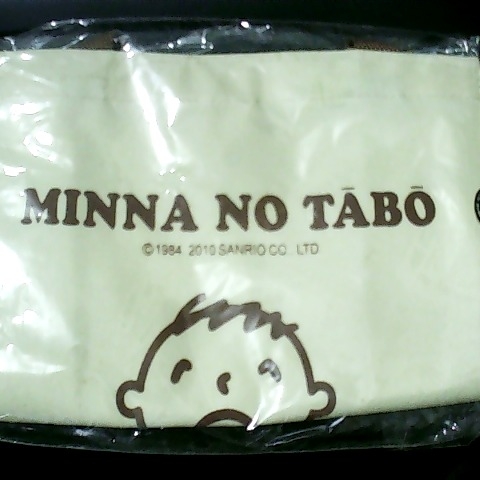 MINNA NO TĀBŌ
©1984, 2010 SANRIO CO., LTD.